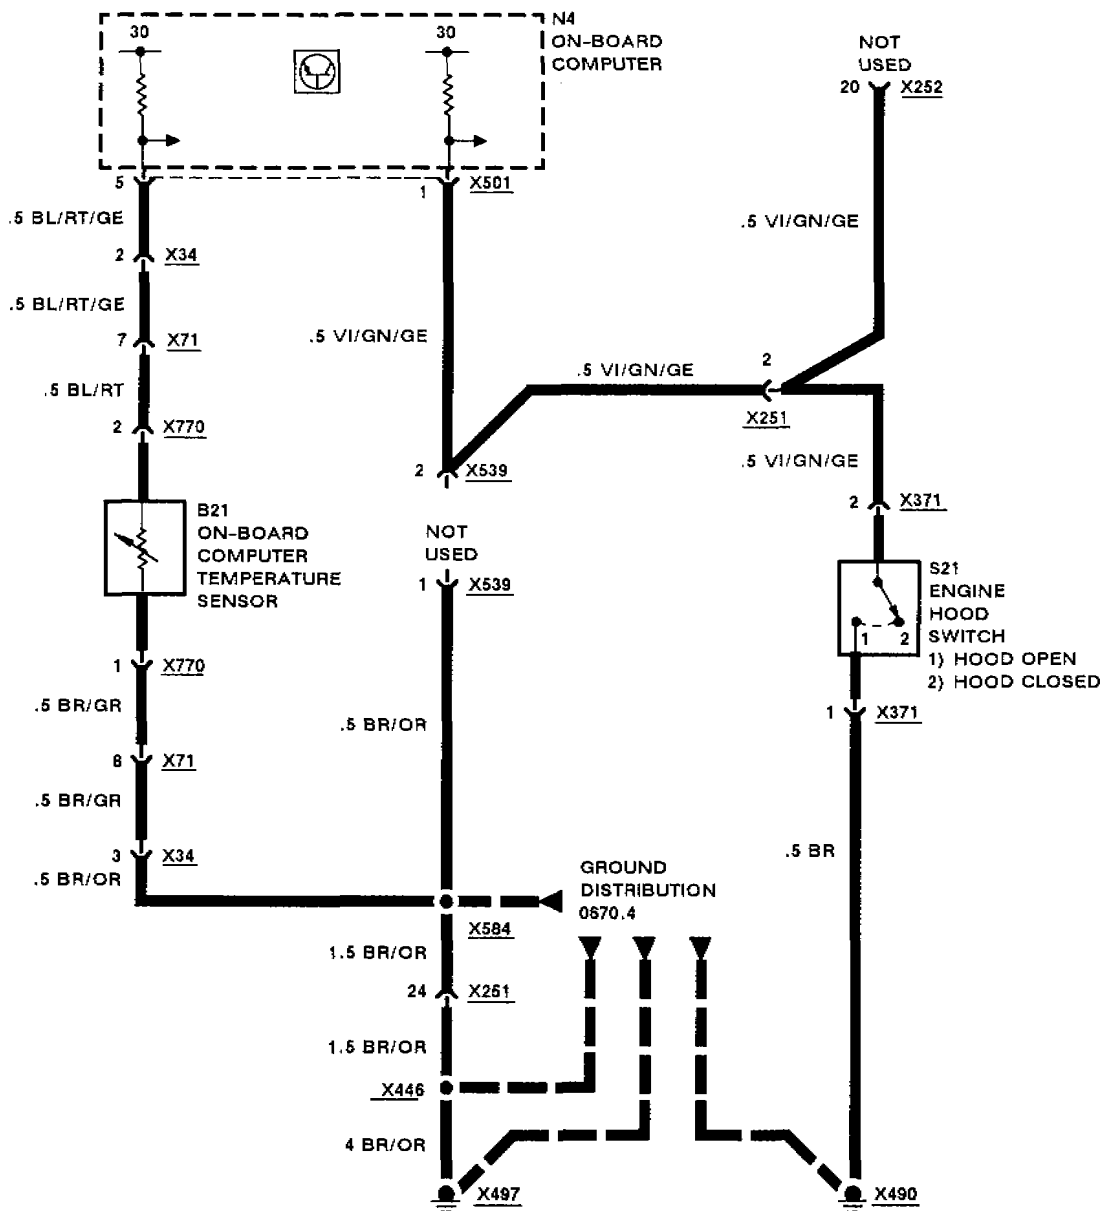 N4
ON-BOARD
COMPUTER
30
30
NOT
USED
20 X252
5
1 X501
.5 BL/RT/GE
.5 VI/GN/GE
2 X34
.5 BL/RT/GE
.5 VI/GN/GE
7 X71
2
.5 VI/GN/GE
.5 BL/RT
X251
2 X770
.5 VI/GN/GE
2 X539
2 X371
B21
ON-BOARD
COMPUTER
TEMPERATURE
SENSOR
NOT
USED
1 X539
S21
ENGINE
HOOD
SWITCH
1) HOOD OPEN
2) HOOD CLOSED
1 2
1 X770
.5 BR/GR
1 X371
.5 BR/OR
8 X71
.5 BR/GR
3 X34
.5 BR
.5 BR/OR
GROUND
DISTRIBUTION
0670.4
X584
1.5 BR/OR
24 X251
1.5 BR/OR
X446
4 BR/OR
X497
X490